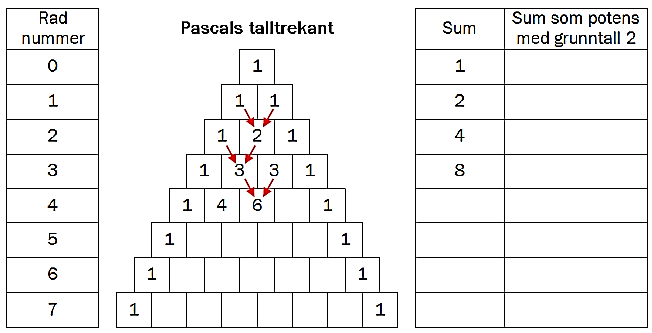 Rad
nummer
Pascals talltrekant
Sum
Sum som potens
med grunntall 2
0
1
1
1
1 1
2
2
1 2 1
4
3
1 3 3 1
8
4
1 4 6 1
5
1 1
6
1 1
7
1 1